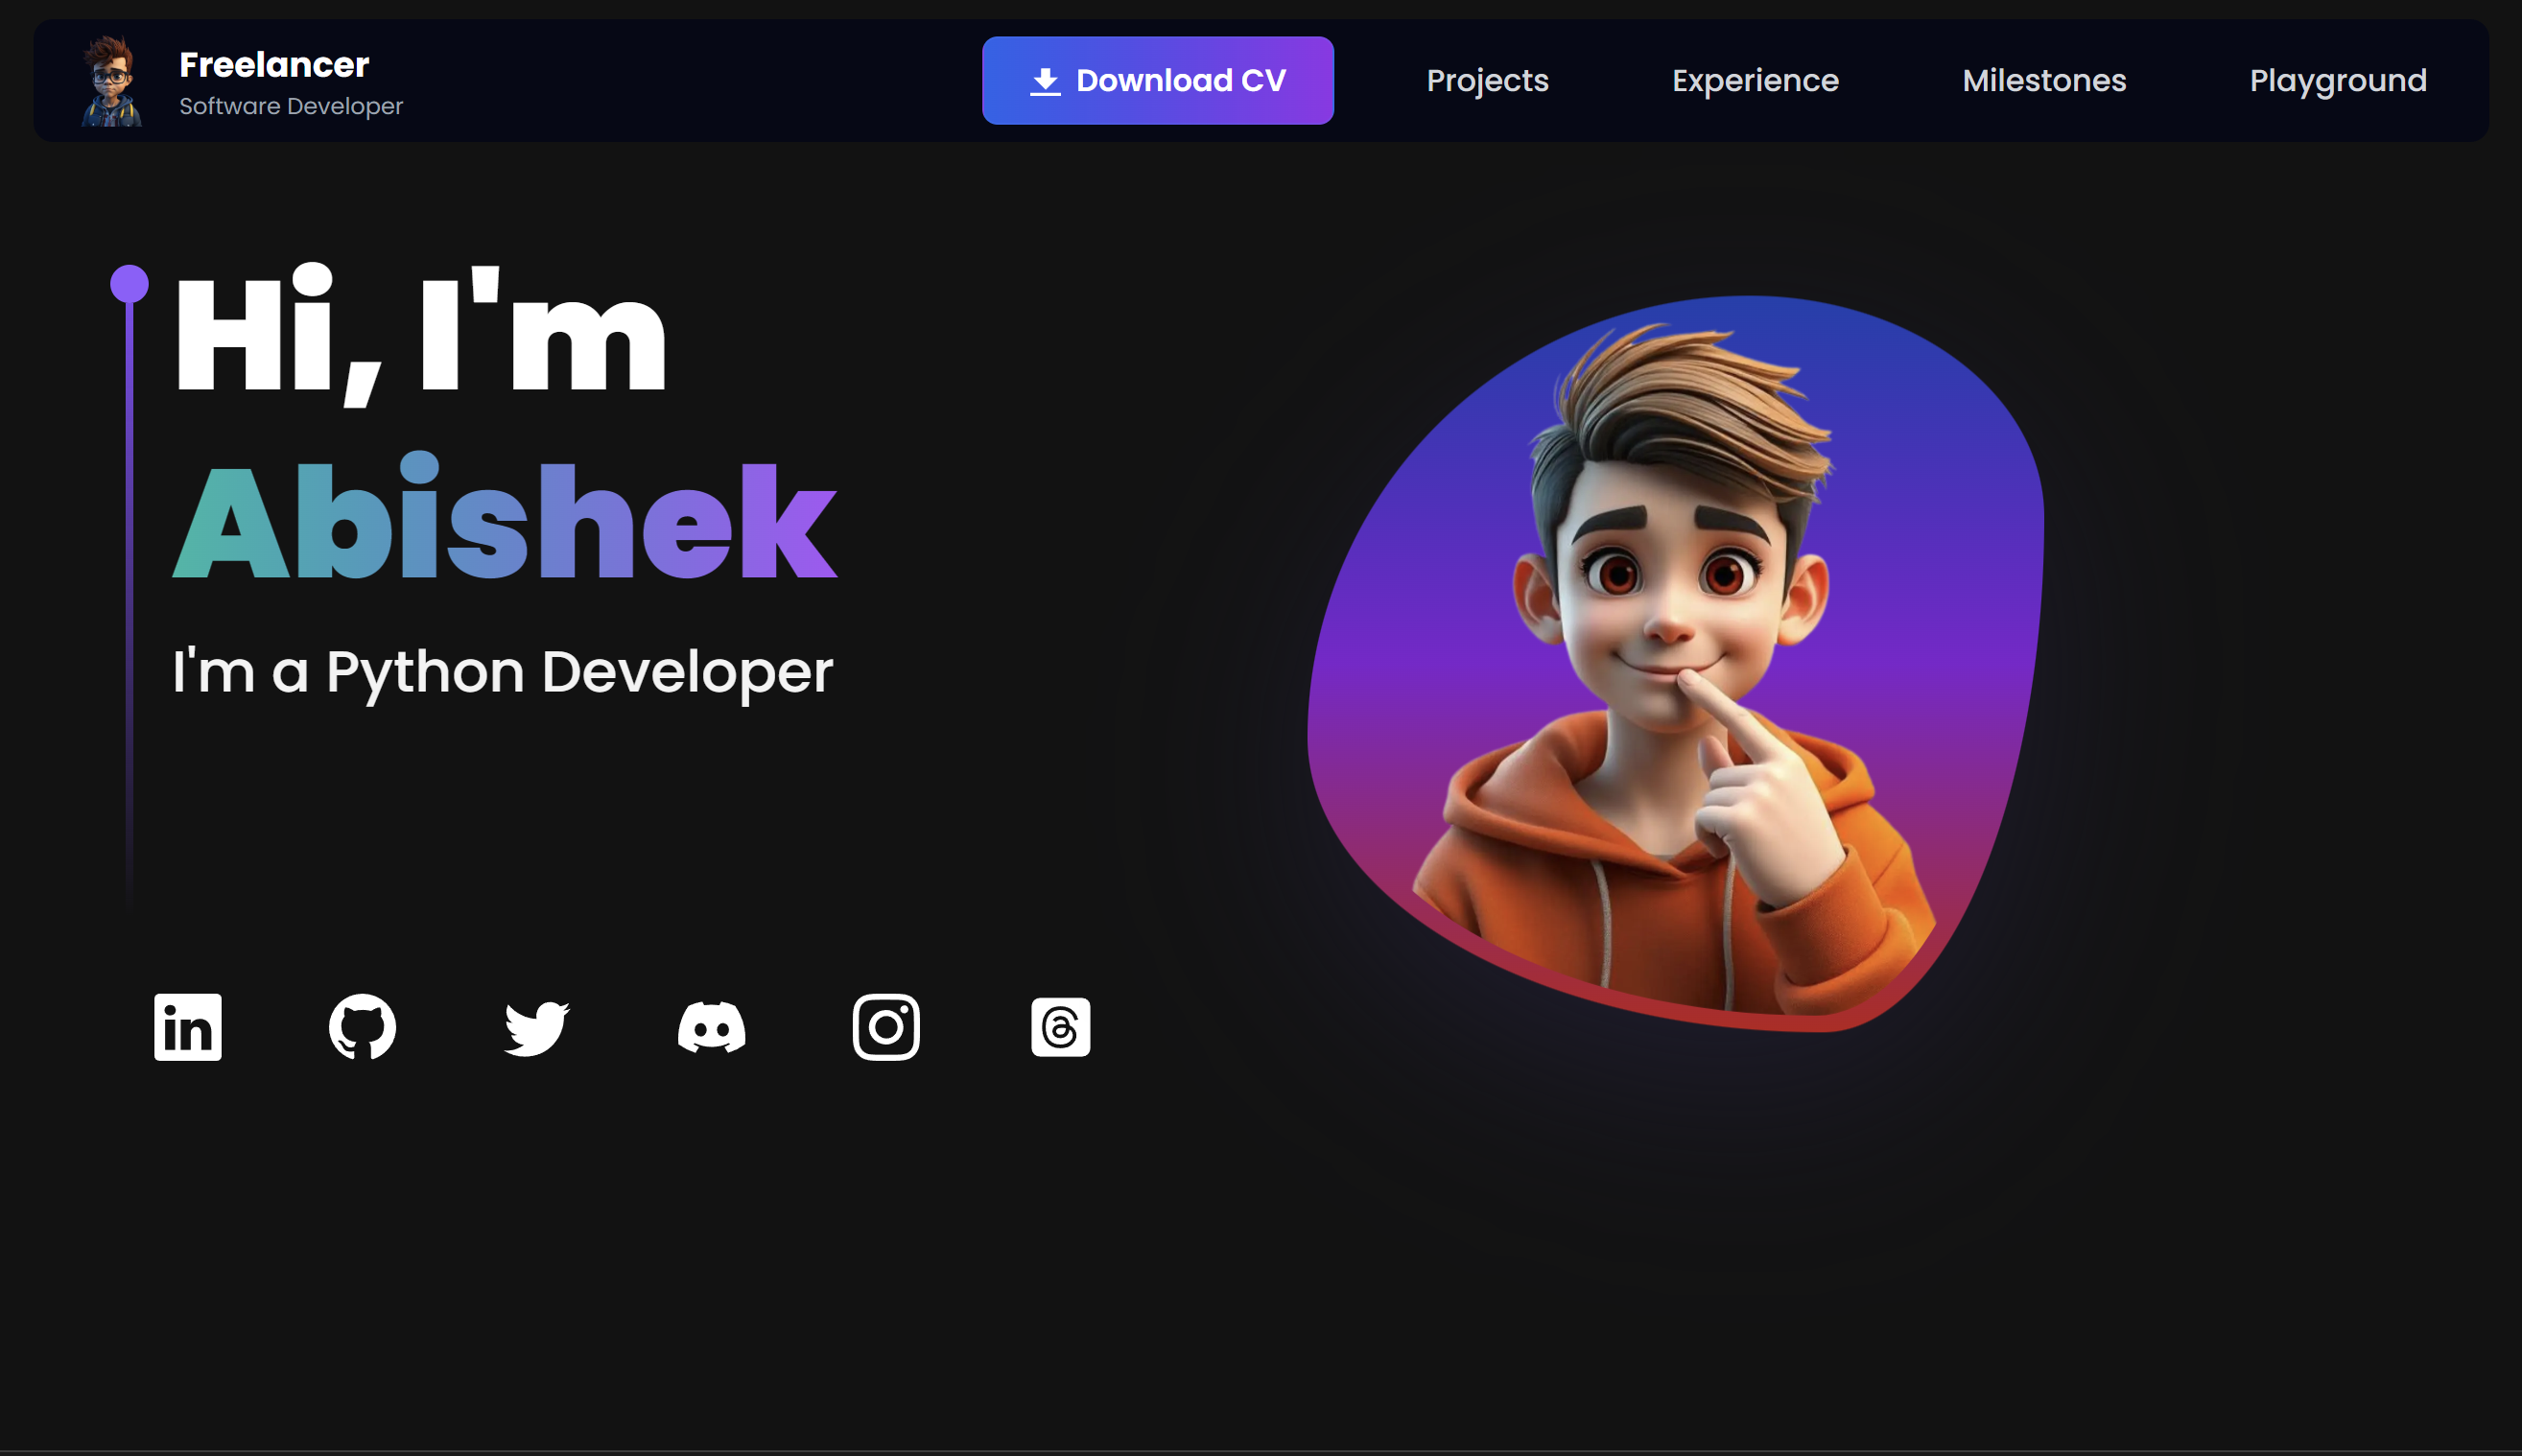 Freelancer
Software Developer
Download CV
Projects
Experience
Milestones
Playground
Hi, I'm
Abishek
I'm a Python Developer